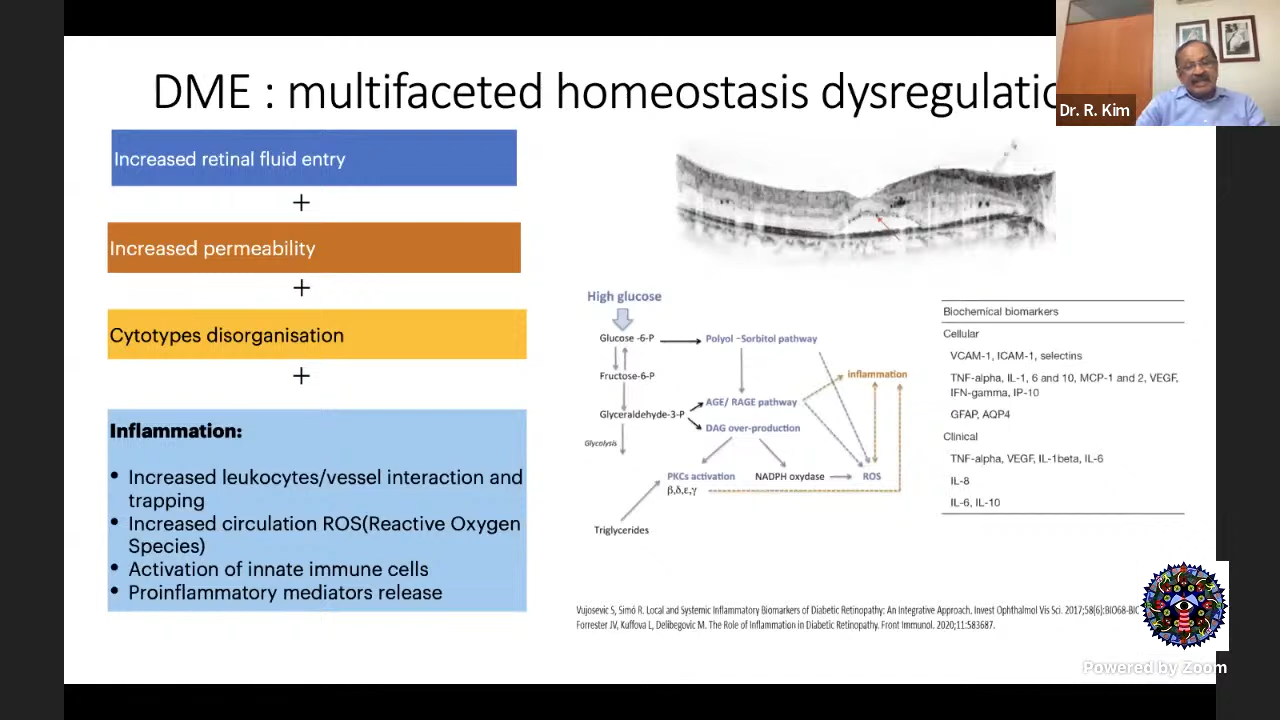 DME : multifaceted homeostasis dysregulatio
Dr. R. Kim
Increased retinal fluid entry
+
Increased permeability
+
Cytotypes disorganisation
+
Inflammation:
• Increased leukocytes/vessel interaction and
trapping
• Increased circulation ROS(Reactive Oxygen
Species)
• Activation of innate immune cells
• Proinflammatory mediators release
High glucose
Glucose -6-P
Polyol –Sorbitol pathway
Fructose-6-P
inflammation
AGE/ RAGE pathway
Glyceraldehyde-3-P
DAG over-production
Glycolysis
PKCs activation
NADPH oxydase
ROS
β,δ,ε,γ
Triglycerides
Biochemical biomarkers
Cellular
VCAM-1, ICAM-1, selectins
TNF-alpha, IL-1, 6 and 10, MCP-1 and 2, VEGF,
IFN-gamma, IP-10
GFAP, AQP4
Clinical
TNF-alpha, VEGF, IL-1beta, IL-6
IL-8
IL-6, IL-10
Vujosevic S, Simó R. Local and Systemic Inflammatory Biomarkers of Diabetic Retinopathy: An Integrative Approach. Invest Ophthalmol Vis Sci. 2017;58(6):BIO68-BIO
Forrester JV, Kuffova L, Delibegovic M. The Role of Inflammation in Diabetic Retinopathy. Front Immunol. 2020;11:583687.
Powered by Zoom